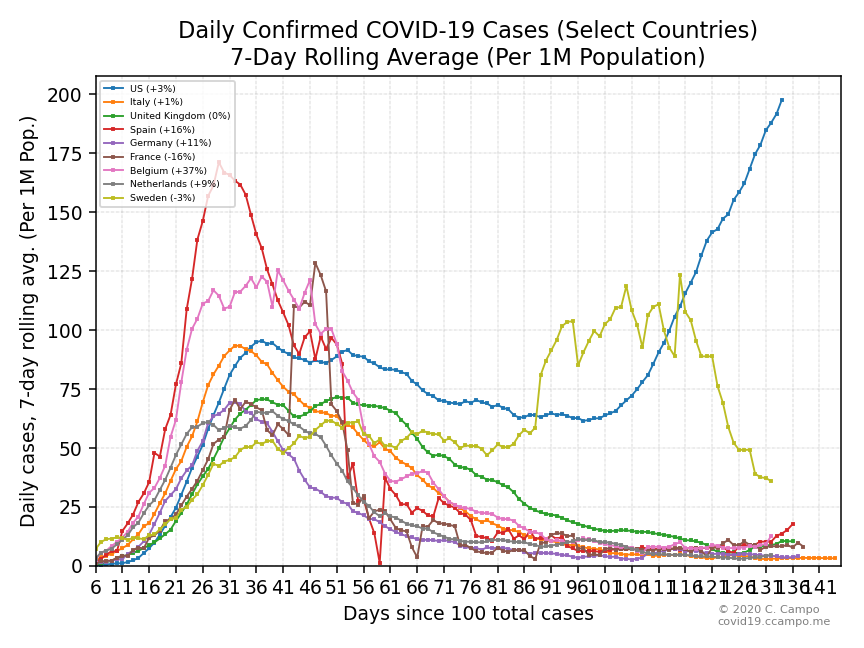 Daily Confirmed COVID-19 Cases (Select Countries)
7-Day Rolling Average (Per 1M Population)
Daily cases, 7-day rolling avg. (Per 1M Pop.)
200
175
150
125
100
75
50
25
0
US (+3%)
Italy (+1%)
United Kingdom (0%)
Spain (+16%)
Germany (+11%)
France (-16%)
Belgium (+37%)
Netherlands (+9%)
Sweden (-3%)
6 11 16 21 26 31 36 41 46 51 56 61 66 71 76 81 86 91 96 101 106 111 116 121 126 131 136 141
Days since 100 total cases
© 2020 C. Campo
covid19.ccampo.me